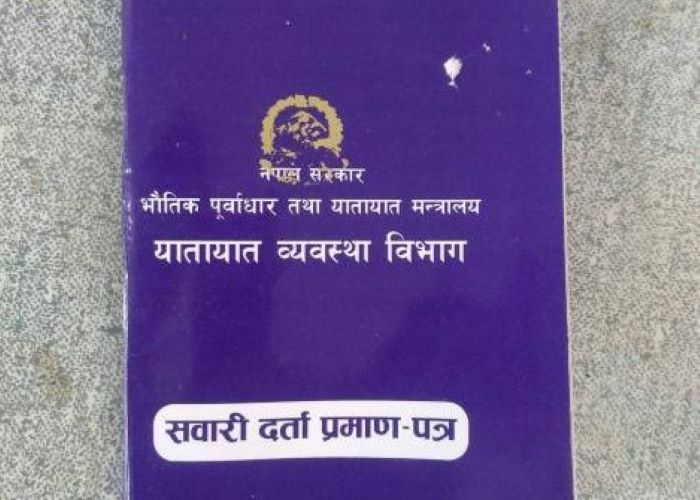 नेपाल सरकार
भौतिक पूर्वाधार तथा यातायात मन्त्रालय
यातायात व्यवस्था विभाग
सवारी दर्ता प्रमाण-पत्र